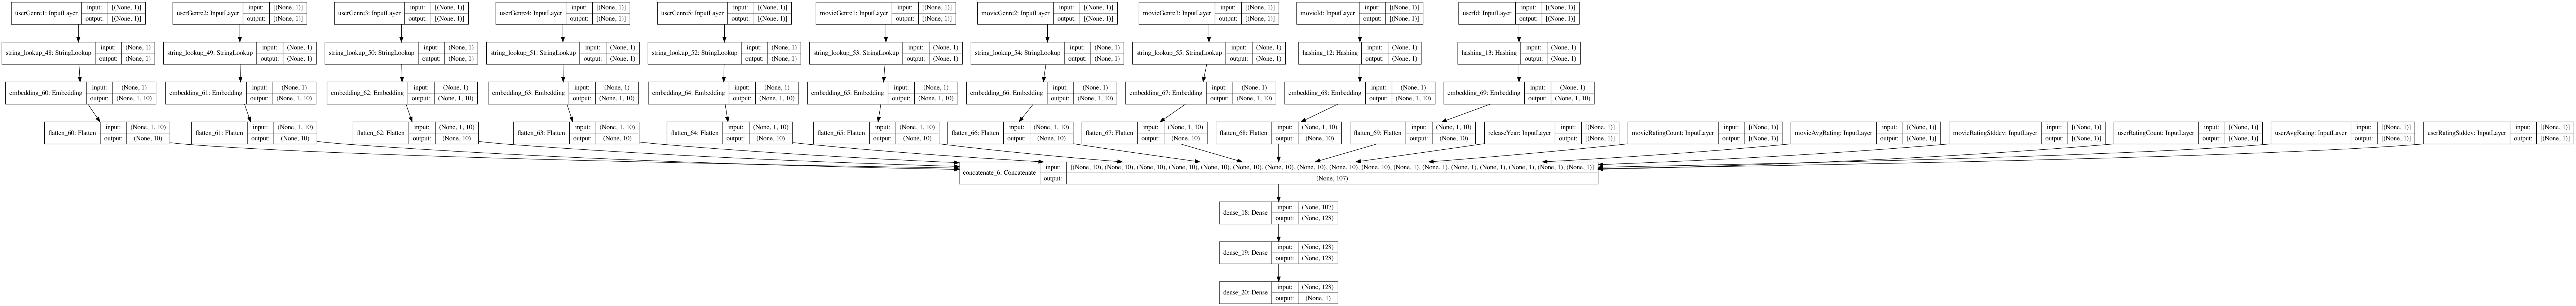 userGenre1: InputLayer input: [(None, 1)] output: [(None, 1)]
userGenre2: InputLayer input: [(None, 1)] output: [(None, 1)]
userGenre3: InputLayer input: [(None, 1)] output: [(None, 1)]
userGenre4: InputLayer input: [(None, 1)] output: [(None, 1)]
userGenre5: InputLayer input: [(None, 1)] output: [(None, 1)]
movieGenre1: InputLayer input: [(None, 1)] output: [(None, 1)]
movieGenre2: InputLayer input: [(None, 1)] output: [(None, 1)]
movieGenre3: InputLayer input: [(None, 1)] output: [(None, 1)]
movieId: InputLayer input: [(None, 1)] output: [(None, 1)]
userId: InputLayer input: [(None, 1)] output: [(None, 1)]
string_lookup_48: StringLookup input: (None, 1) output: (None, 1)
string_lookup_49: StringLookup input: (None, 1) output: (None, 1)
string_lookup_50: StringLookup input: (None, 1) output: (None, 1)
string_lookup_51: StringLookup input: (None, 1) output: (None, 1)
string_lookup_52: StringLookup input: (None, 1) output: (None, 1)
string_lookup_53: StringLookup input: (None, 1) output: (None, 1)
string_lookup_54: StringLookup input: (None, 1) output: (None, 1)
string_lookup_55: StringLookup input: (None, 1) output: (None, 1)
hashing_12: Hashing input: (None, 1) output: (None, 1)
hashing_13: Hashing input: (None, 1) output: (None, 1)
embedding_60: Embedding input: (None, 1) output: (None, 1, 10)
embedding_61: Embedding input: (None, 1) output: (None, 1, 10)
embedding_62: Embedding input: (None, 1) output: (None, 1, 10)
embedding_63: Embedding input: (None, 1) output: (None, 1, 10)
embedding_64: Embedding input: (None, 1) output: (None, 1, 10)
embedding_65: Embedding input: (None, 1) output: (None, 1, 10)
embedding_66: Embedding input: (None, 1) output: (None, 1, 10)
embedding_67: Embedding input: (None, 1) output: (None, 1, 10)
embedding_68: Embedding input: (None, 1) output: (None, 1, 10)
embedding_69: Embedding input: (None, 1) output: (None, 1, 10)
flatten_60: Flatten input: (None, 1, 10) output: (None, 10)
flatten_61: Flatten input: (None, 1, 10) output: (None, 10)
flatten_62: Flatten input: (None, 1, 10) output: (None, 10)
flatten_63: Flatten input: (None, 1, 10) output: (None, 10)
flatten_64: Flatten input: (None, 1, 10) output: (None, 10)
flatten_65: Flatten input: (None, 1, 10) output: (None, 10)
flatten_66: Flatten input: (None, 1, 10) output: (None, 10)
flatten_67: Flatten input: (None, 1, 10) output: (None, 10)
flatten_68: Flatten input: (None, 1, 10) output: (None, 10)
flatten_69: Flatten input: (None, 1, 10) output: (None, 10)
releaseYear: InputLayer input: [(None, 1)] output: [(None, 1)]
movieRatingCount: InputLayer input: [(None, 1)] output: [(None, 1)]
movieAvgRating: InputLayer input: [(None, 1)] output: [(None, 1)]
movieRatingStddev: InputLayer input: [(None, 1)] output: [(None, 1)]
userRatingCount: InputLayer input: [(None, 1)] output: [(None, 1)]
userAvgRating: InputLayer input: [(None, 1)] output: [(None, 1)]
userRatingStddev: InputLayer input: [(None, 1)] output: [(None, 1)]
concatenate_6: Concatenate input: [(None, 10), (None, 10), (None, 10), (None, 10), (None, 10), (None, 10), (None, 10), (None, 10), (None, 10), (None, 10), (None, 1), (None, 1), (None, 1), (None, 1), (None, 1), (None, 1), (None, 1)] output: (None, 107)
dense_18: Dense input: (None, 107) output: (None, 128)
dense_19: Dense input: (None, 128) output: (None, 128)
dense_20: Dense input: (None, 128) output: (None, 1)